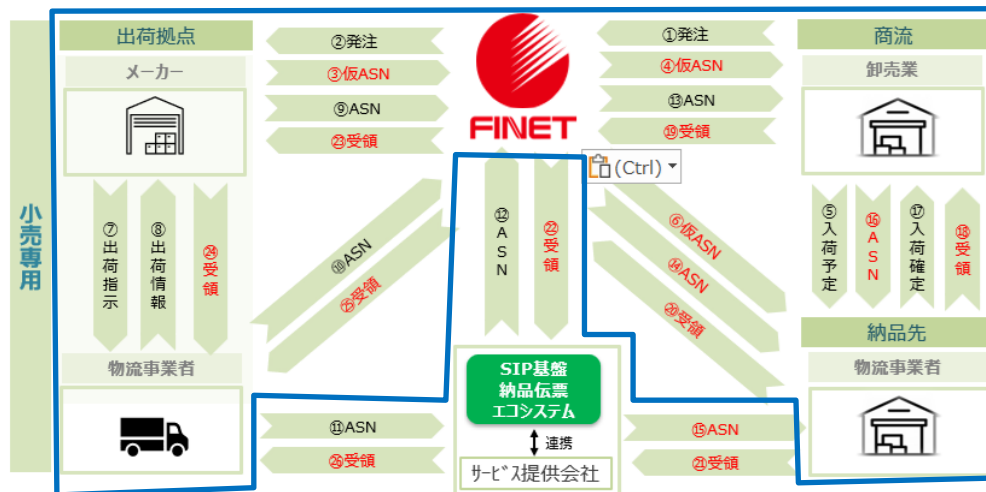 小売専用
出荷拠点
メーカー
②発注
③仮ASN
⑨ASN
㉓受領
FINET
①発注
④仮ASN
⑬ASN
⑲受領
商流
卸売業
(Ctrl)
⑦出荷指示
⑧出荷情報
㉔受領
⑩ASN
㉕受領
⑫ASN
㉒受領
⑥仮ASN
⑭ASN
⑳受領
⑤入荷予定
⑯ASN
⑰入荷確定
⑱受領
物流事業者
⑪ASN
㉖受領
SIP基盤
納品伝票
エコシステム
連携
サービス提供会社
⑮ASN
㉑受領
納品先
物流事業者